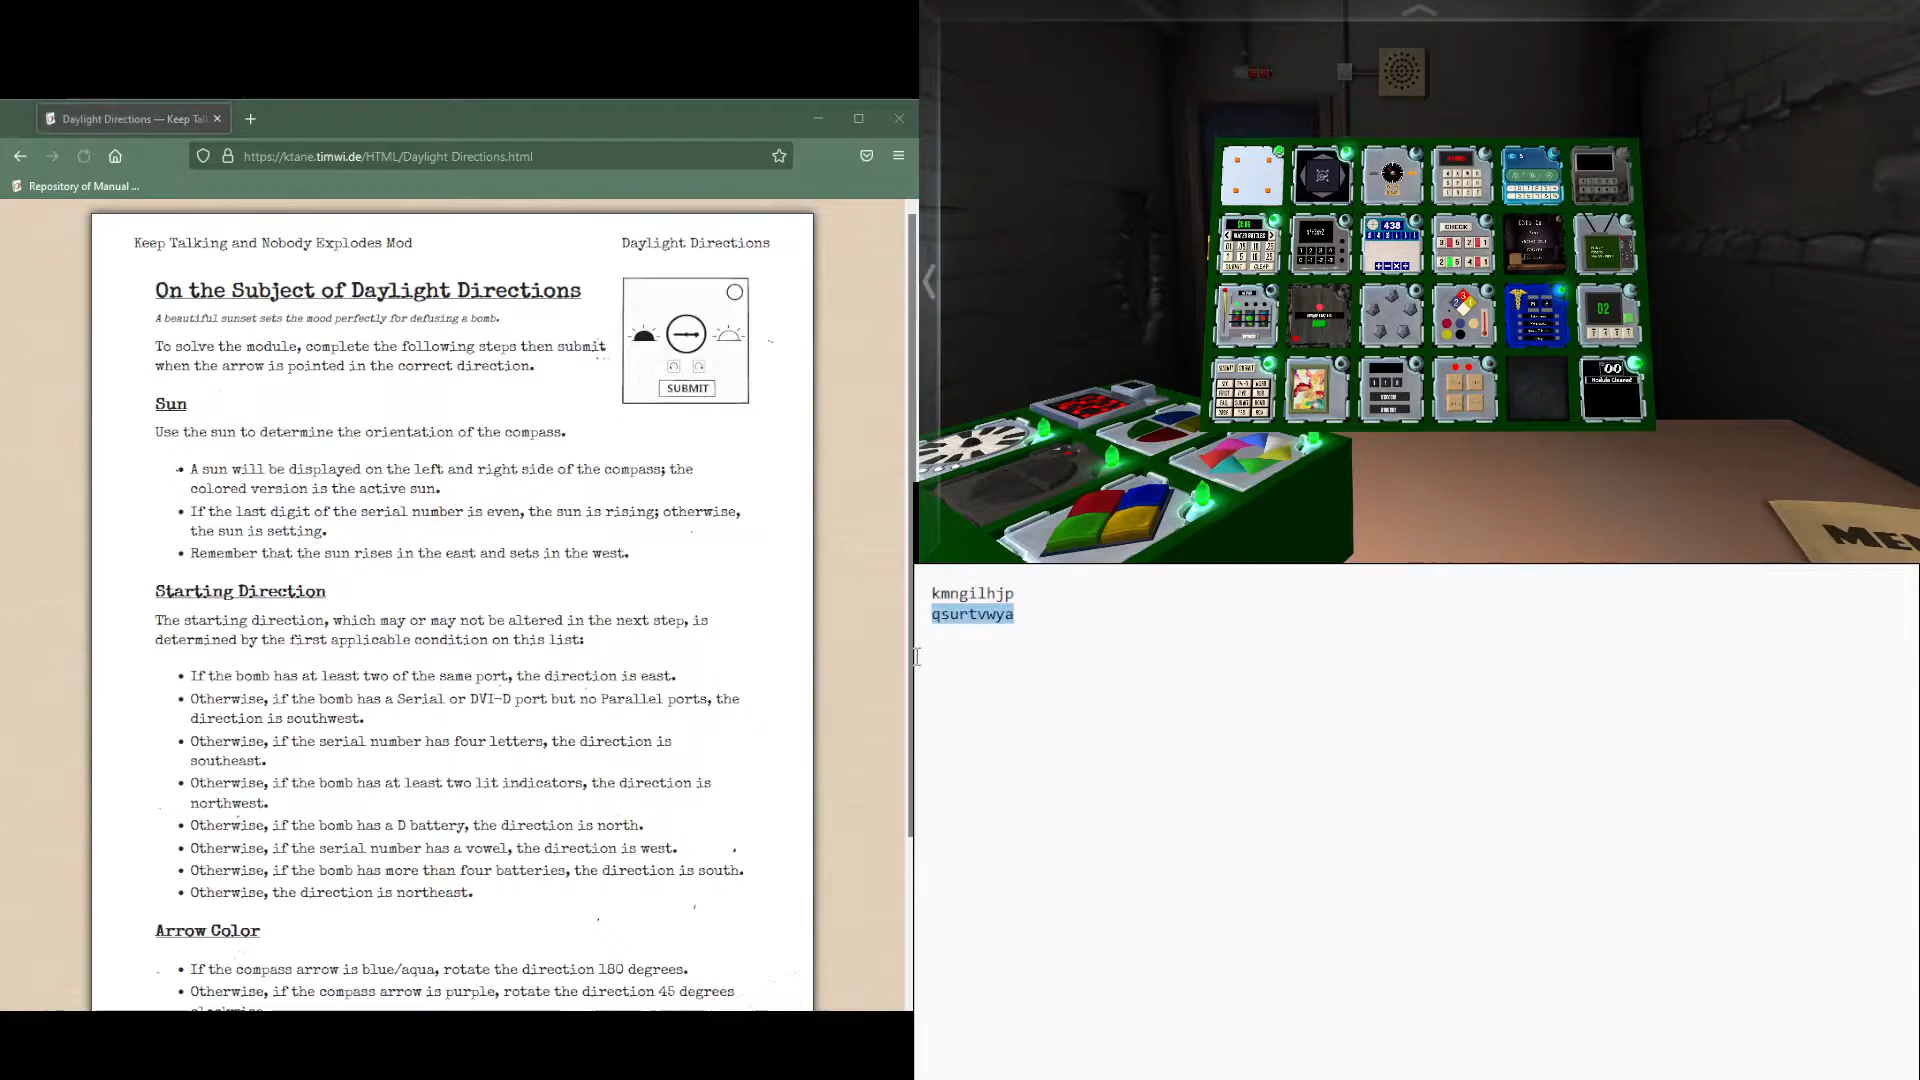 Daylight Directions — Keep Tal
https://ktane.timwi.de/HTML/Daylight Directions.html
Repository of Manual ...
Keep Talking and Nobody Explodes Mod
Daylight Directions
On the Subject of Daylight Directions
A beautiful sunset sets the mood perfectly for defusing a bomb.
To solve the module, complete the following steps then submit
when the arrow is pointed in the correct direction.
SUBMIT
Sun
Use the sun to determine the orientation of the compass.
• A sun will be displayed on the left and right side of the compass; the
colored version is the active sun.
• If the last digit of the serial number is even, the sun is rising; otherwise,
the sun is setting.
• Remember that the sun rises in the east and sets in the west.
Starting Direction
The starting direction, which may or may not be altered in the next step, is
determined by the first applicable condition on this list:
• If the bomb has at least two of the same port, the direction is east.
• Otherwise, if the bomb has a Serial or DVI-D port but no Parallel ports, the
direction is southwest.
• Otherwise, if the serial number has four letters, the direction is
southeast.
• Otherwise, if the bomb has at least two lit indicators, the direction is
northwest.
• Otherwise, if the bomb has a D battery, the direction is north.
• Otherwise, if the serial number has a vowel, the direction is west.
• Otherwise, if the bomb has more than four batteries, the direction is south.
• Otherwise, the direction is northeast.
Arrow Color
• If the compass arrow is blue/aqua, rotate the direction 180 degrees.
• Otherwise, if the compass arrow is purple, rotate the direction 45 degrees
438
CHECK
02
Module Cleared
MEN
kmngilhjp
qsurtvwya